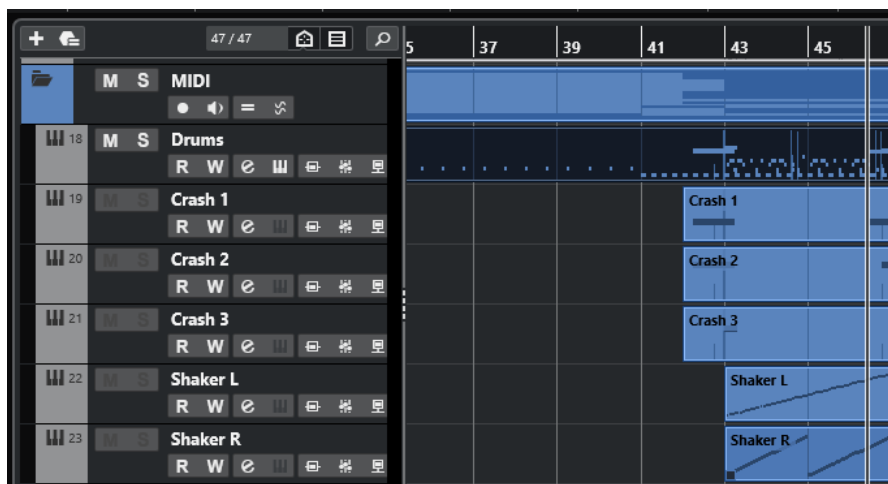 47 / 47
5 37 39 41 43 45
M S MIDI
18 M S Drums
R W e
19 M S Crash 1
R W e
Crash 1
20 M S Crash 2
R W e
Crash 2
21 M S Crash 3
R W e
Crash 3
22 M S Shaker L
R W e
Shaker L
23 M S Shaker R
R W e
Shaker R